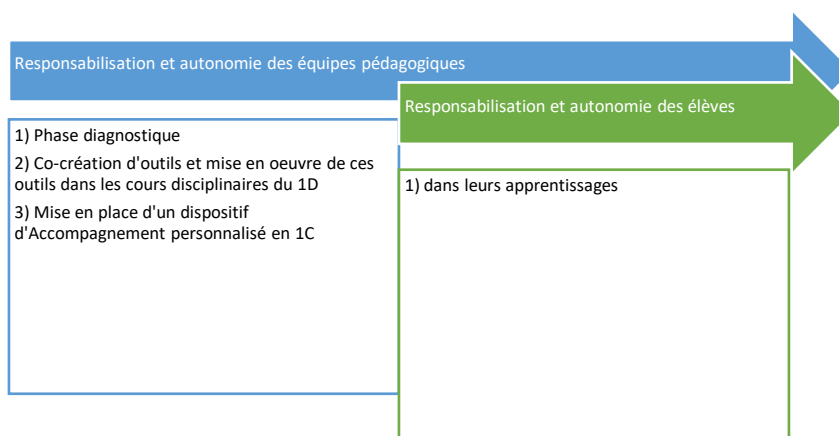 Responsabilisation et autonomie des équipes pédagogiques
Responsabilisation et autonomie des élèves
1) Phase diagnostique
2) Co-création d'outils et mise en oeuvre de ces
outils dans les cours disciplinaires du 1D
3) Mise en place d'un dispositif
d'Accompagnement personnalisé en 1C
1) dans leurs apprentissages